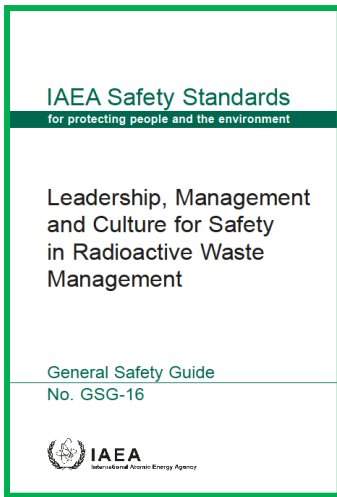 IAEA Safety Standards
for protecting people and the environment
Leadership, Management
and Culture for Safety
in Radioactive Waste
Management
General Safety Guide
No. GSG-16
IAEA
International Atomic Energy Agency